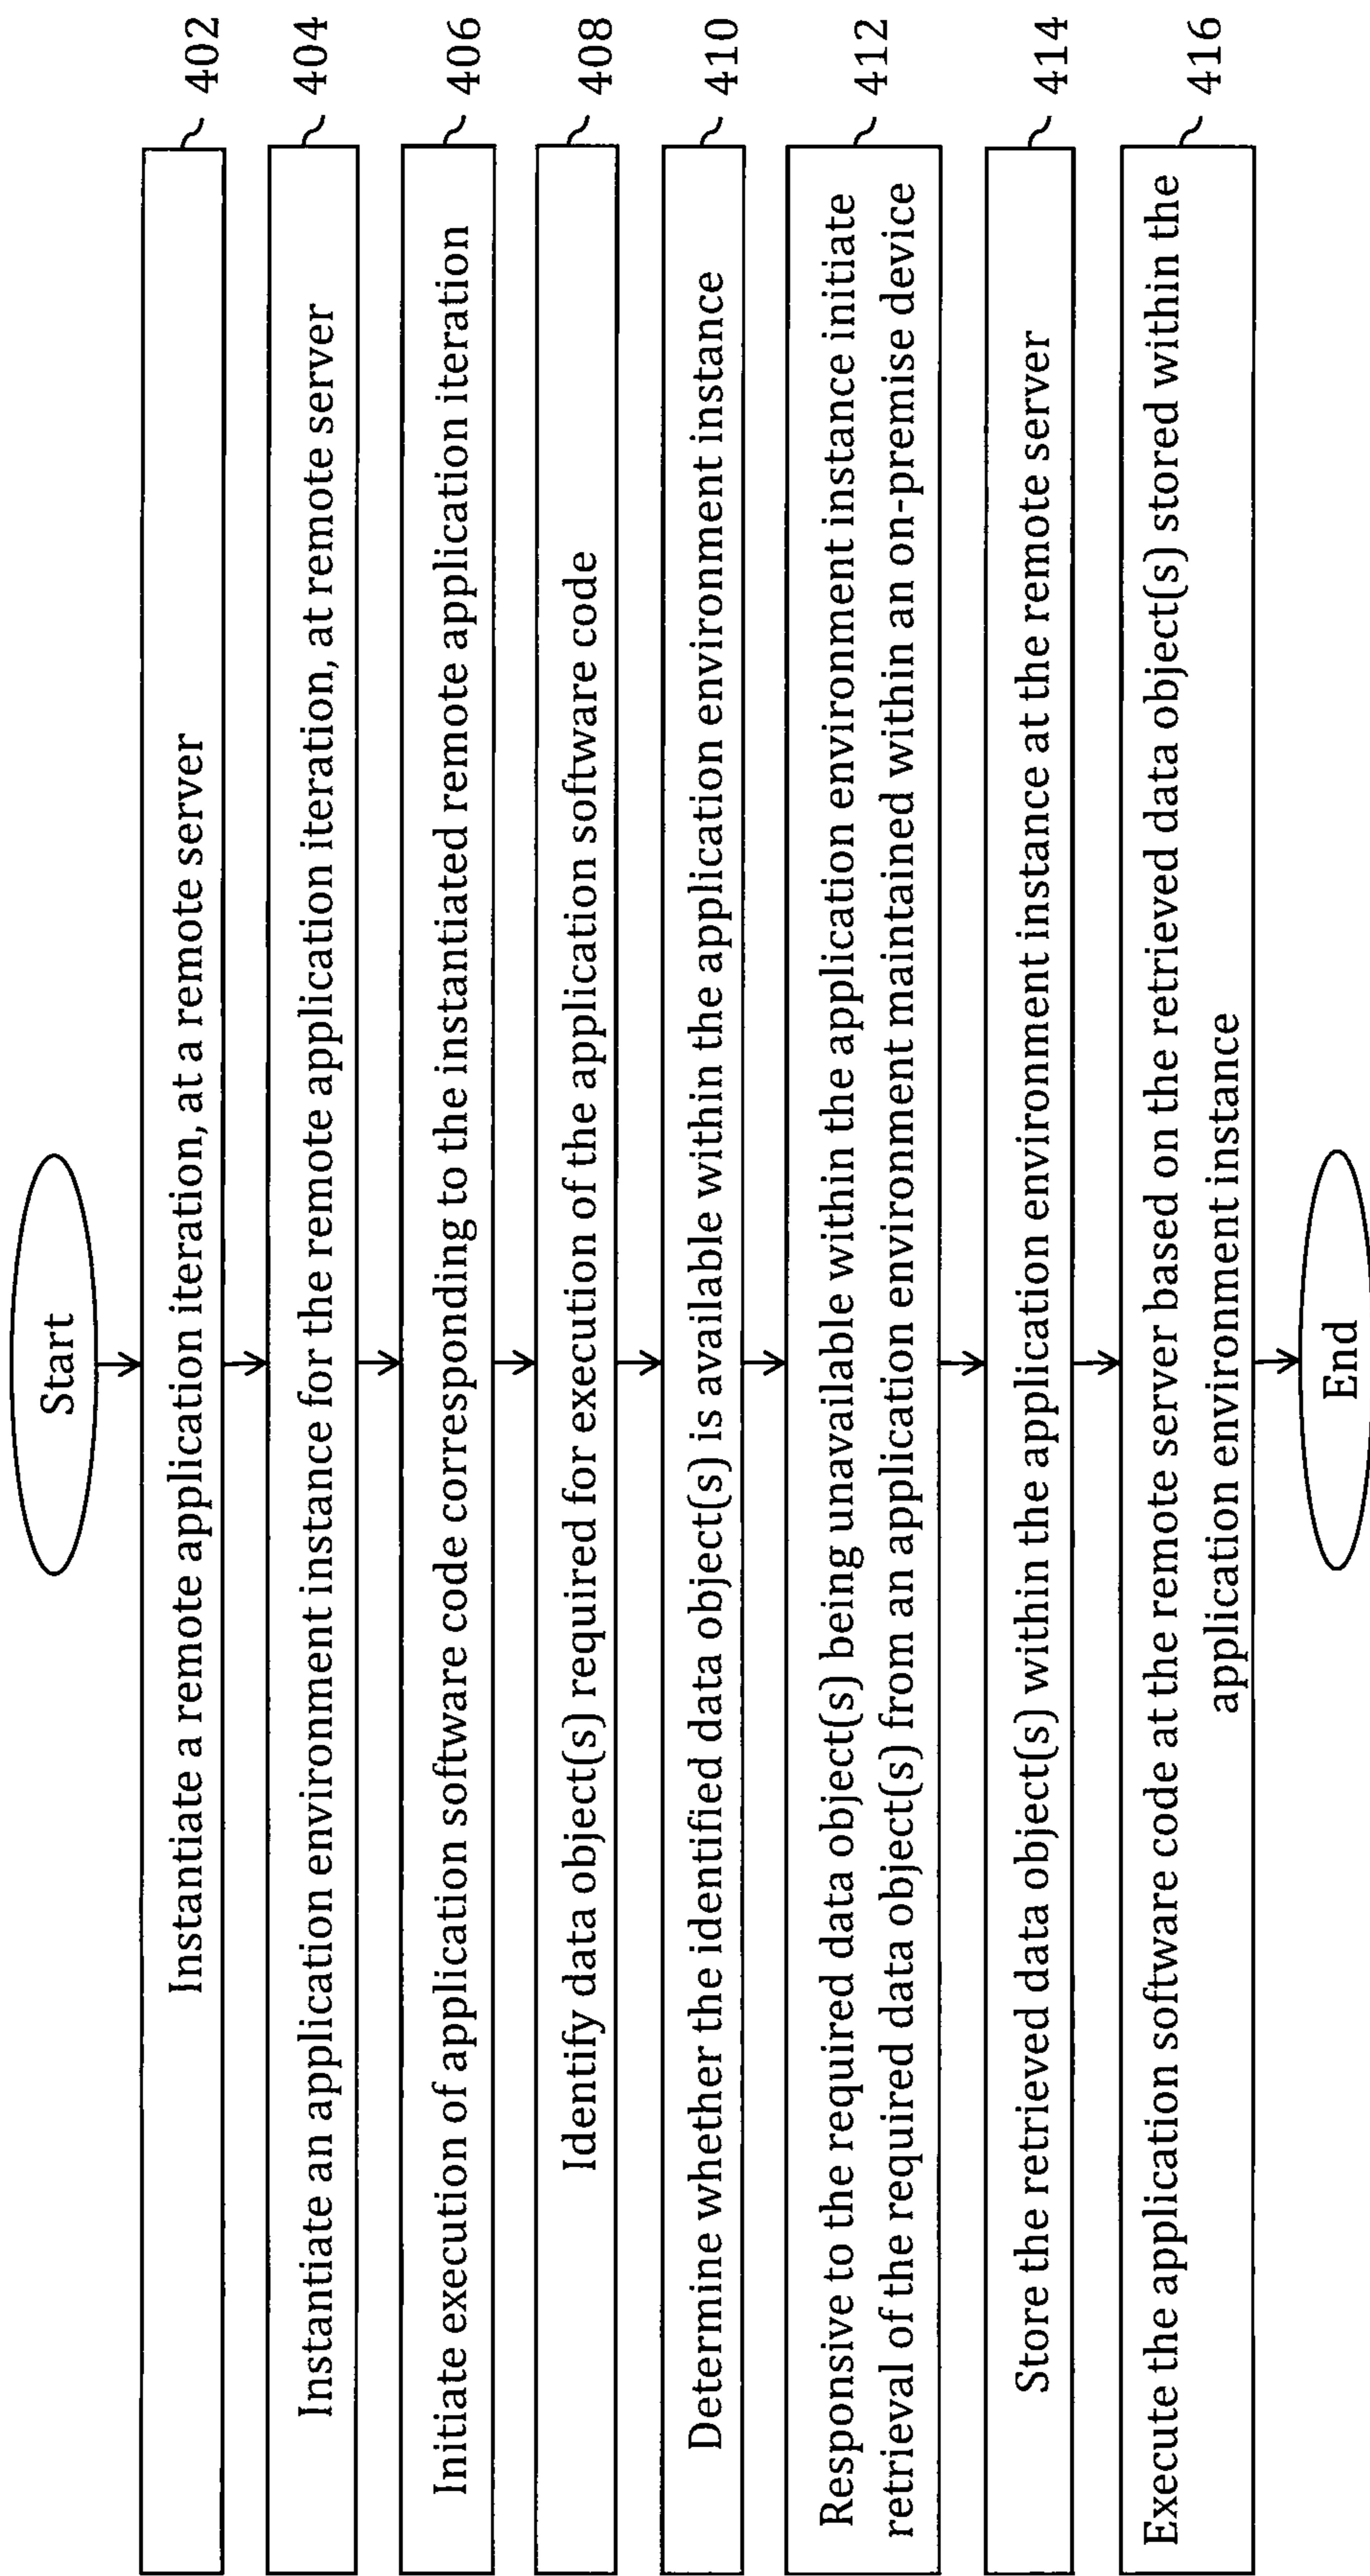 Start
Instantiate a remote application iteration, at a remote server
402
Instantiate an application environment instance for the remote application iteration, at remote server
404
Initiate execution of application software code corresponding to the instantiated remote application iteration
406
Identify data object(s) required for execution of the application software code
408
Determine whether the identified data object(s) is available within the application environment instance
410
Responsive to the required data object(s) being unavailable within the application environment instance initiate
retrieval of the required data object(s) from an application environment maintained within an on-premise device
412
Store the retrieved data object(s) within the application environment instance at the remote server
414
Execute the application software code at the remote server based on the retrieved data object(s) stored within the
application environment instance
416
End